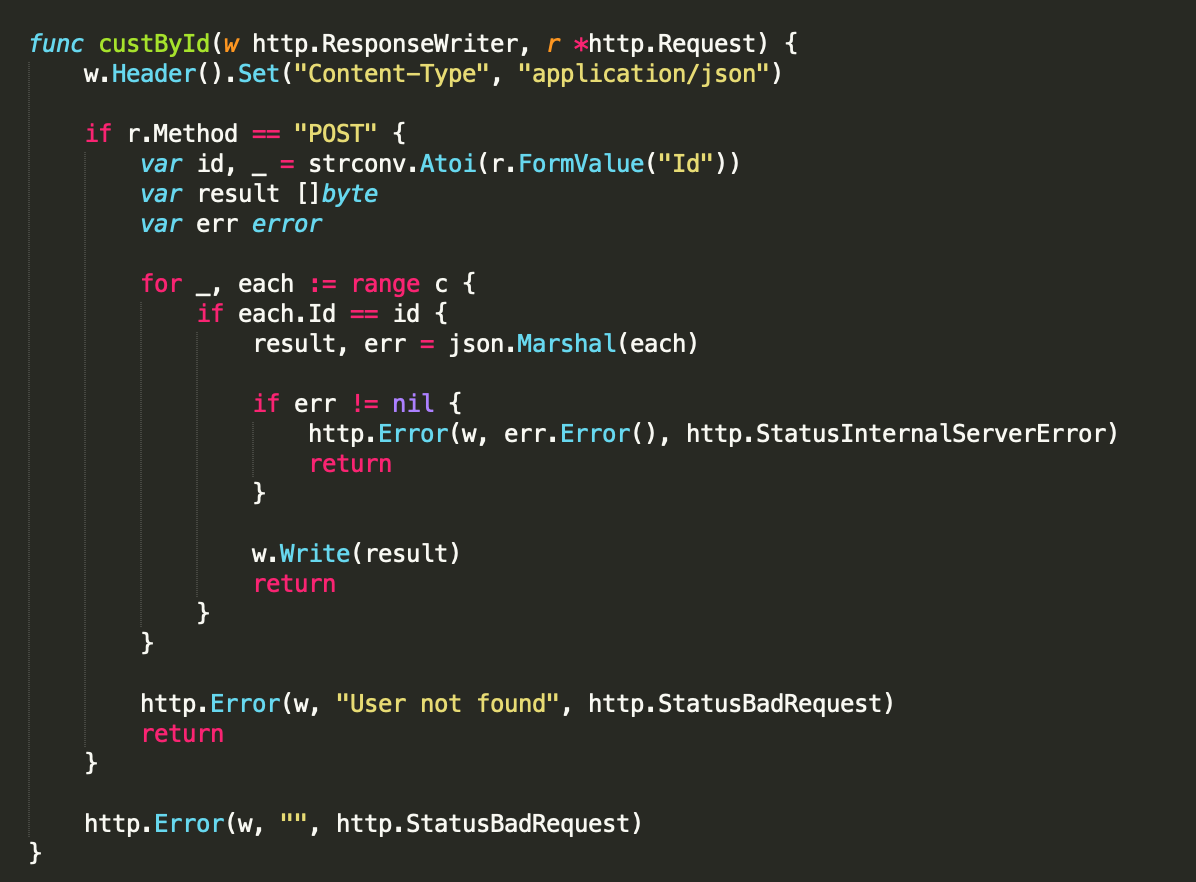 func custById(w http.ResponseWriter, r *http.Request) {
    w.Header().Set("Content-Type", "application/json")

    if r.Method == "POST" {
        var id, _ = strconv.Atoi(r.FormValue("Id"))
        var result []byte
        var err error

        for _, each := range c {
            if each.Id == id {
                result, err = json.Marshal(each)

                if err != nil {
                    http.Error(w, err.Error(), http.StatusInternalServerError)
                    return
                }

                w.Write(result)
                return
            }
        }

        http.Error(w, "User not found", http.StatusBadRequest)
        return
    }

    http.Error(w, "", http.StatusBadRequest)
}